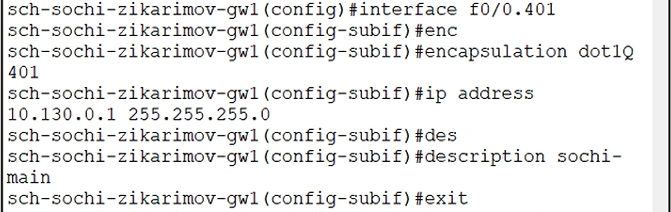 sch-sochi-zikarimov-gw1(config)#interface f0/0.401
sch-sochi-zikarimov-gw1(config-subif)#enc
sch-sochi-zikarimov-gw1(config-subif)#encapsulation dot1Q
401
sch-sochi-zikarimov-gw1(config-subif)#ip address
10.130.0.1 255.255.255.0
sch-sochi-zikarimov-gw1(config-subif)#des
sch-sochi-zikarimov-gw1(config-subif)#description sochi-
main
sch-sochi-zikarimov-gw1(config-subif)#exit